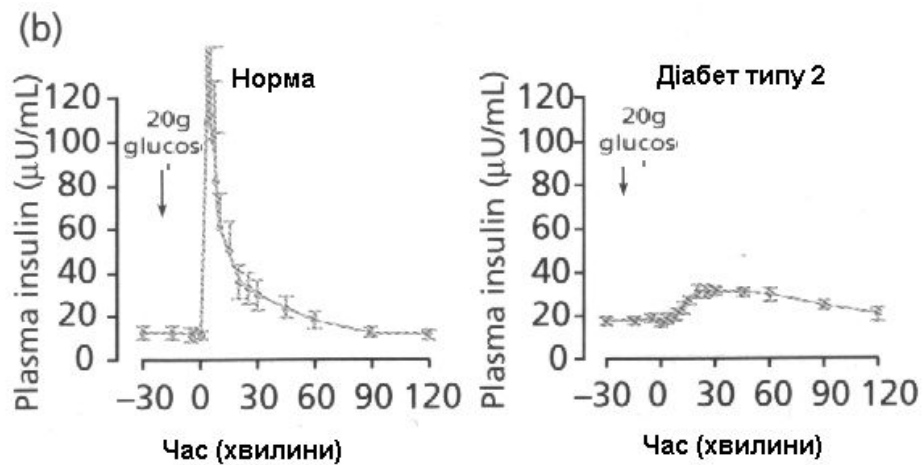 (b)
Plasma insulin (µU/mL)
120
100
80
60
40
20
0
20g
glucos
Норма
−30 0 30 60 90 120
Час (хвилини)
Plasma insulin (µU/mL)
120
100
80
60
40
20
0
20g
glucos
Діабет типу 2
−30 0 30 60 90 120
Час (хвилини)